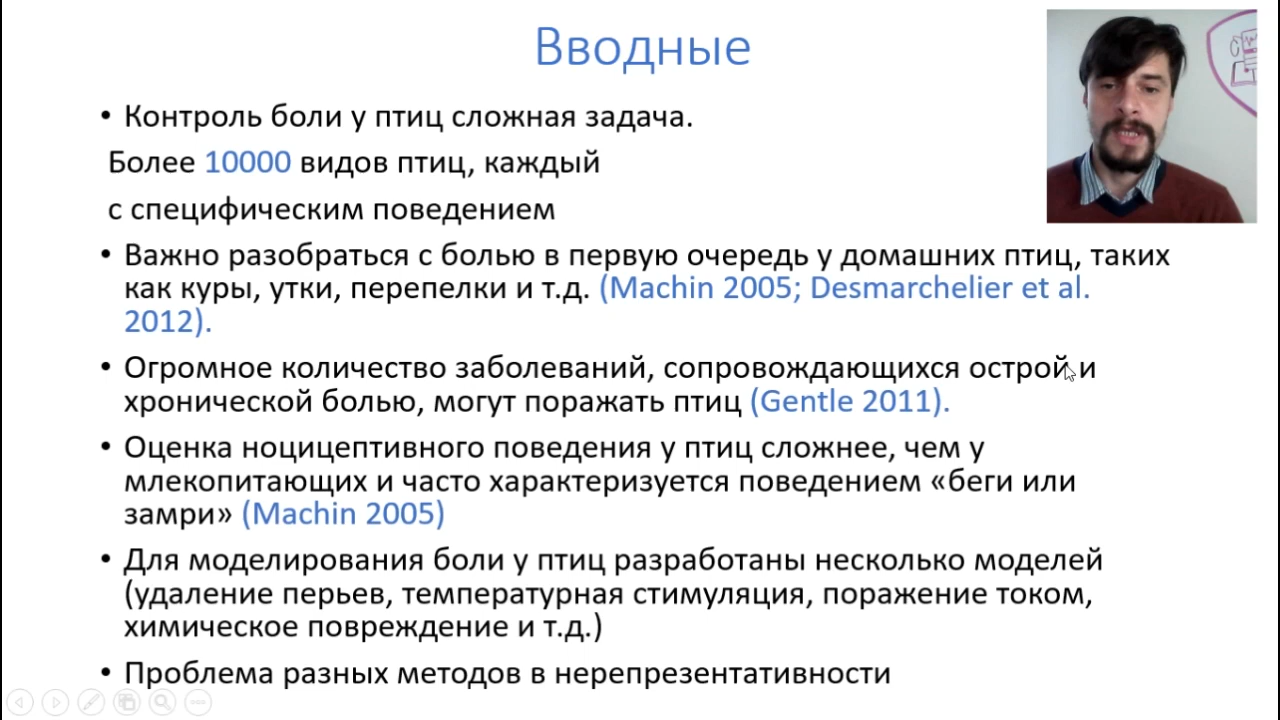 Вводные
• Контроль боли у птиц сложная задача.
Более 10000 видов птиц, каждый
с специфическим поведением
• Важно разобраться с болью в первую очередь у домашних птиц, таких
как куры, утки, перепелки и т.д. (Machin 2005; Desmarchelier et al.
2012).
• Огромное количество заболеваний, сопровождающихся острой и
хронической болью, могут поражать птиц (Gentle 2011).
• Оценка ноцицептивного поведения у птиц сложнее, чем у
млекопитающих и часто характеризуется поведением «беги или
замри» (Machin 2005)
• Для моделирования боли у птиц разработаны несколько моделей
(удаление перьев, температурная стимуляция, поражение током,
химическое повреждение и т.д.)
• Проблема разных методов в нерепрезентативности